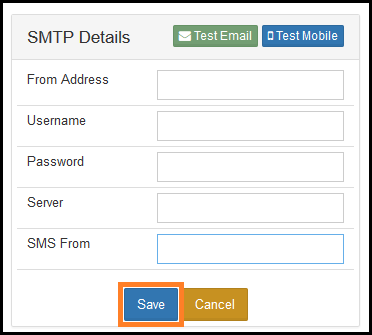 SMTP Details
Test Email
Test Mobile
From Address
Username
Password
Server
SMS From
Save
Cancel